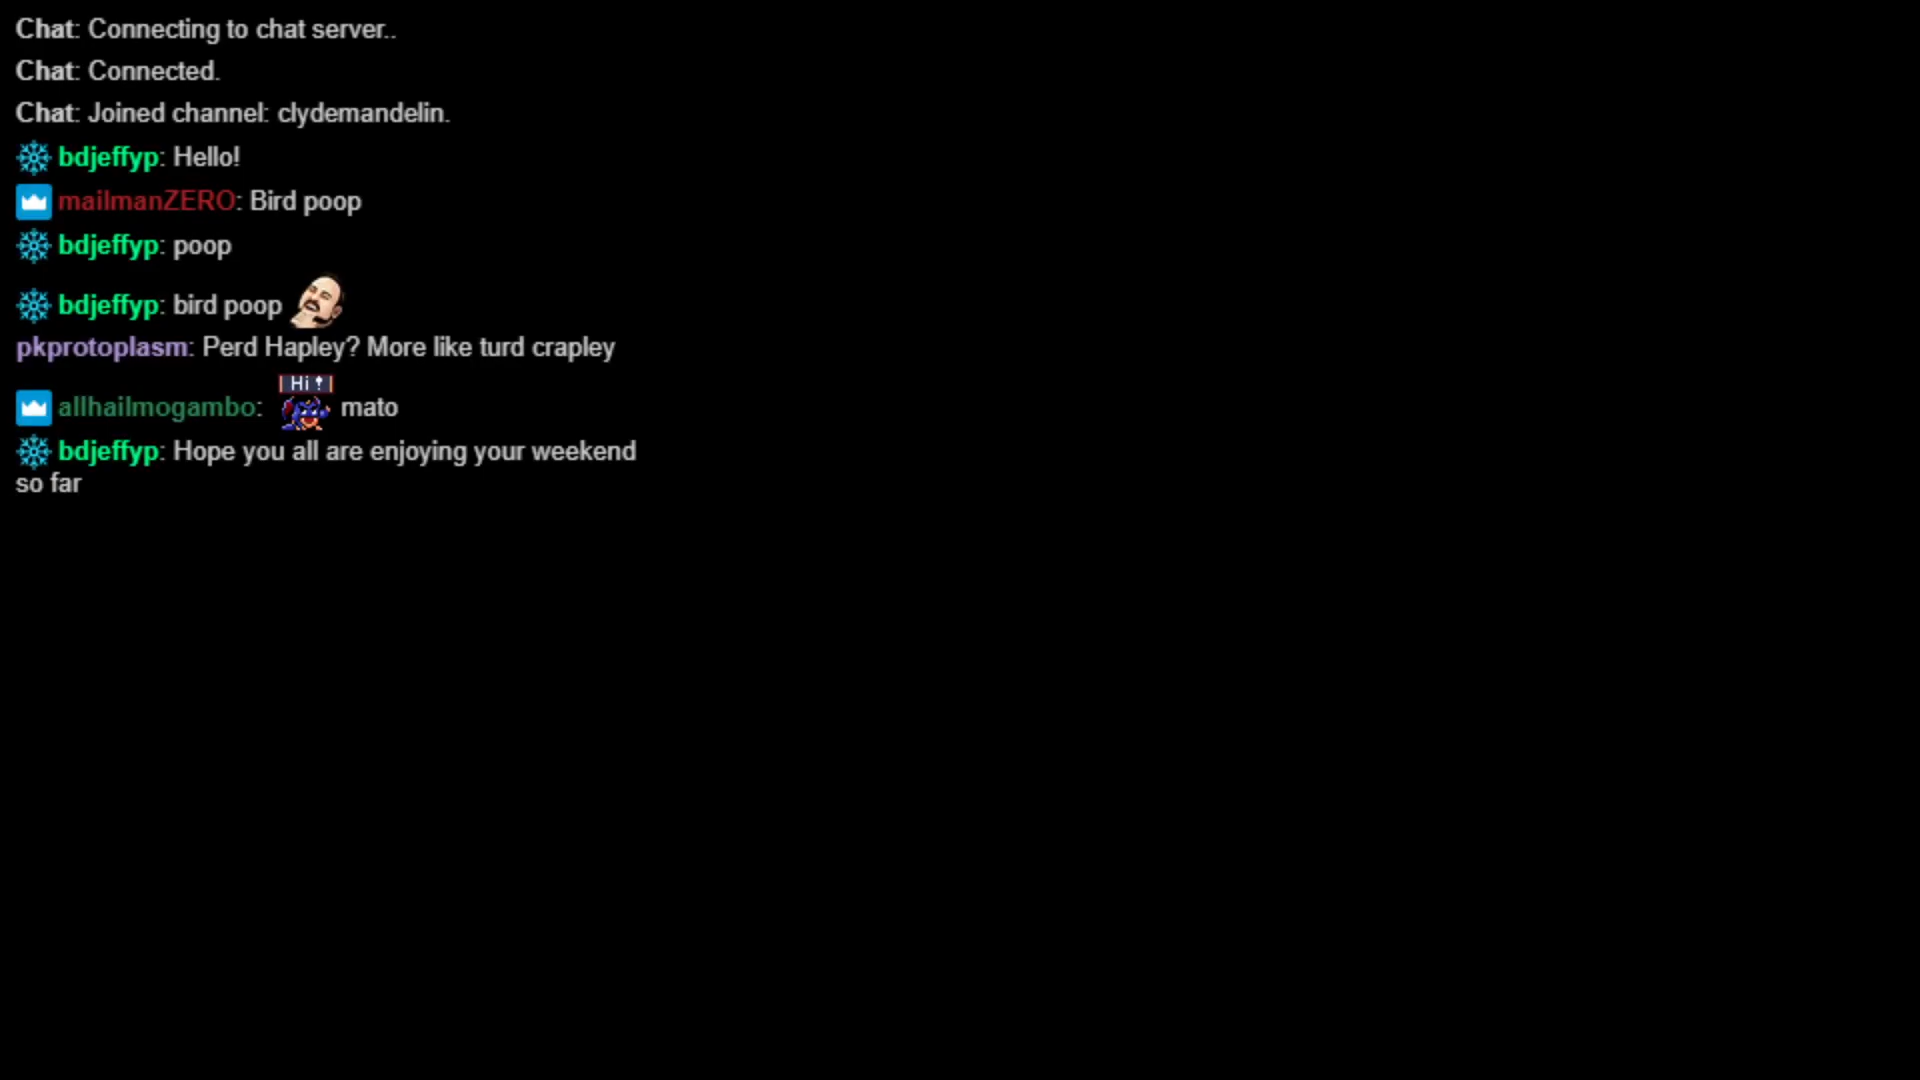 Chat: Connecting to chat server..
Chat: Connected.
Chat: Joined channel: clydemandelin.
bdjeffyp: Hello!
mailmanZERO: Bird poop
bdjeffyp: poop
bdjeffyp: bird poop
pkprotoplasm: Perd Hapley? More like turd crapley
Hi !
allhailmogambo: mato
bdjeffyp: Hope you all are enjoying your weekend
so far